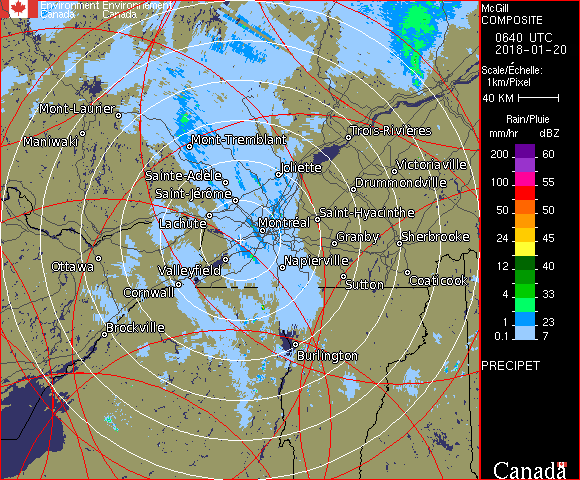 Environment Environnement
Canada Canada
McGill
COMPOSITE
0640 UTC
2018-01-20
Scale/Échelle:
1km/Pixel
40 KM
Rain/Pluie
mm/hr dBZ
200 60
100 55
50 50
24 45
12 40
4 33
1 23
0.1 7
PRECIPET
Canada
Mont-Laurier
Maniwaki
Mont-Tremblant
Trois-Rivières
Sainte-Adèle
Joliette
Victoriaville
Saint-Jérôme
Drummondville
Lachute
Montréal
Saint-Hyacinthe
Granby
Sherbrooke
Ottawa
Valleyfield
Napierville
Cornwall
Sutton
Coaticook
Brockville
Burlington